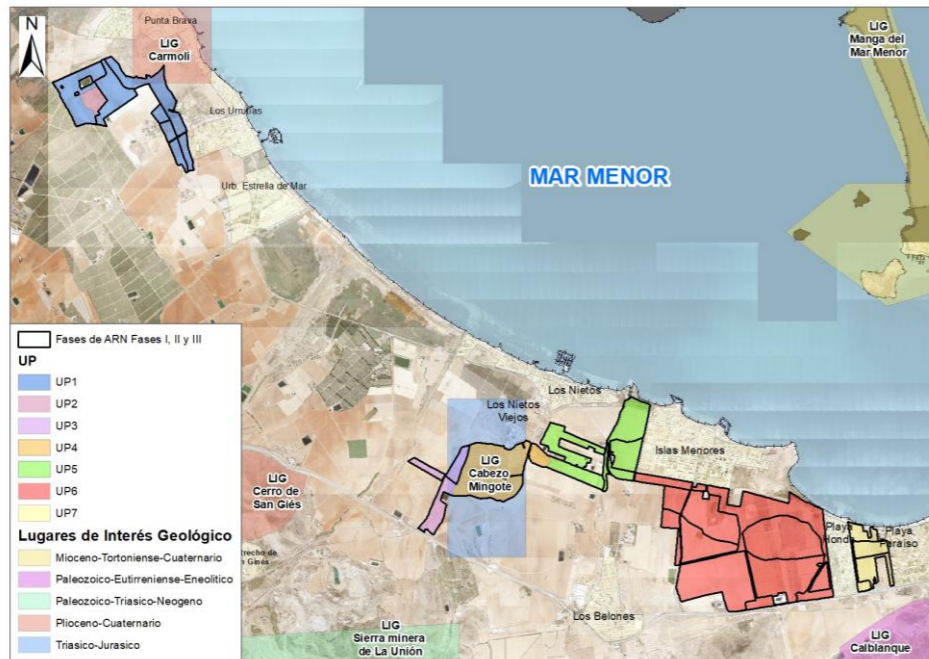 N
Punta Brava
LIG
Carmolí
Los Urrutias
Urb. Estrella de Mar
LIG
Manga del
Mar Menor
MAR MENOR
Fases de ARN Fases I, II y III
UP
UP1
UP2
UP3
UP4
UP5
UP6
UP7
Lugares de Interés Geológico
Mioceno-Tortoniense-Cuaternario
Paleozoico-Eutirreniense-Eneolitico
Paleozoico-Triasico-Neogeno
Plioceno-Cuaternario
Triasico-Jurasico
Los Nietos
Los Nietos
Viejos
Islas Menores
LIG
Cabezo
Mingote
LIG
Cerro de
San Giés
Playa
Honda
Playa
Paraíso
Los Belones
LIG
Sierra minera
de La Unión
LIG
Calblanque